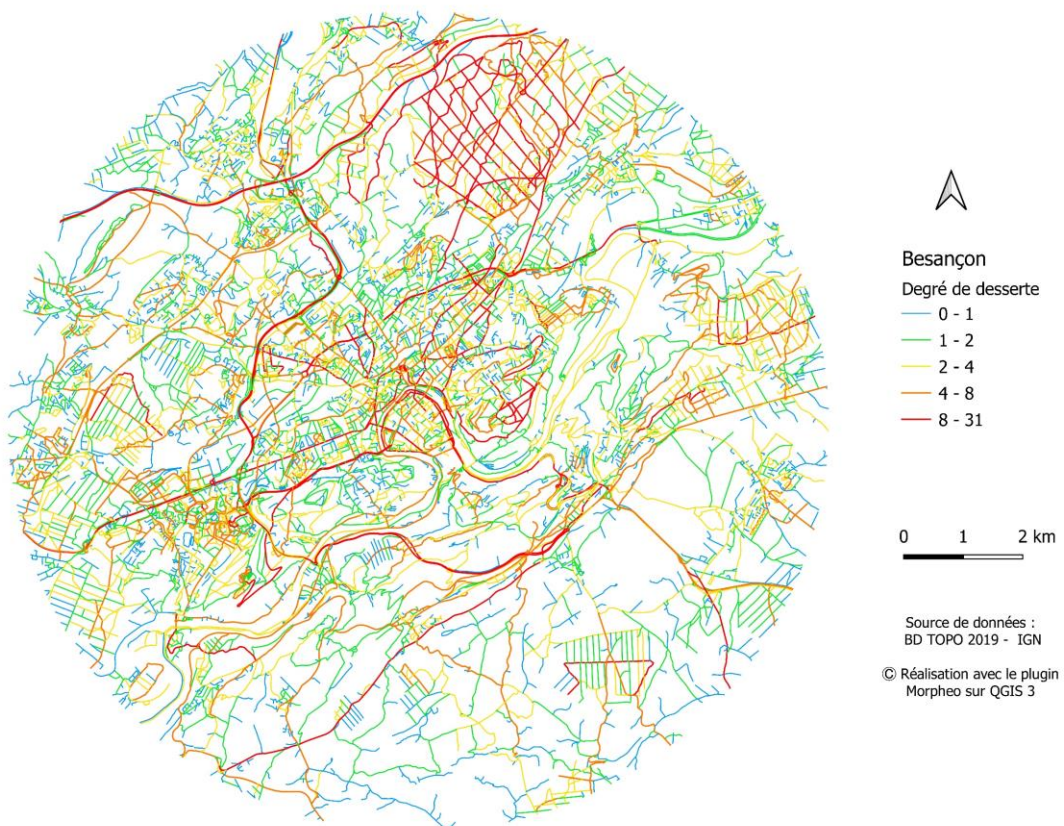 Besançon
Degré de desserte
0 - 1
1 - 2
2 - 4
4 - 8
8 - 31
0 1 2 km
Source de données :
BD TOPO 2019 - IGN
© Réalisation avec le plugin
Morpheo sur QGIS 3